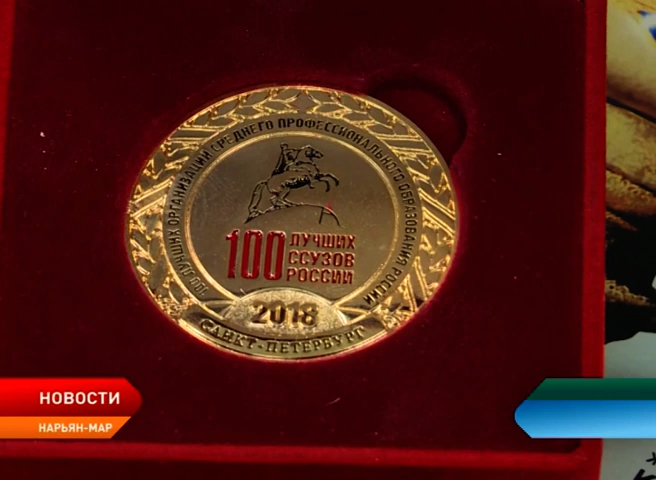 100 ЛУЧШИХ ОРГАНИЗАЦИЙ СРЕДНЕГО ПРОФЕССИОНАЛЬНОГО ОБРАЗОВАНИЯ РОССИИ
100 ЛУЧШИХ
ССУЗОВ
РОССИИ
2018
САНКТ-ПЕТЕРБУРГ
НОВОСТИ
НАРЬЯН-МАР